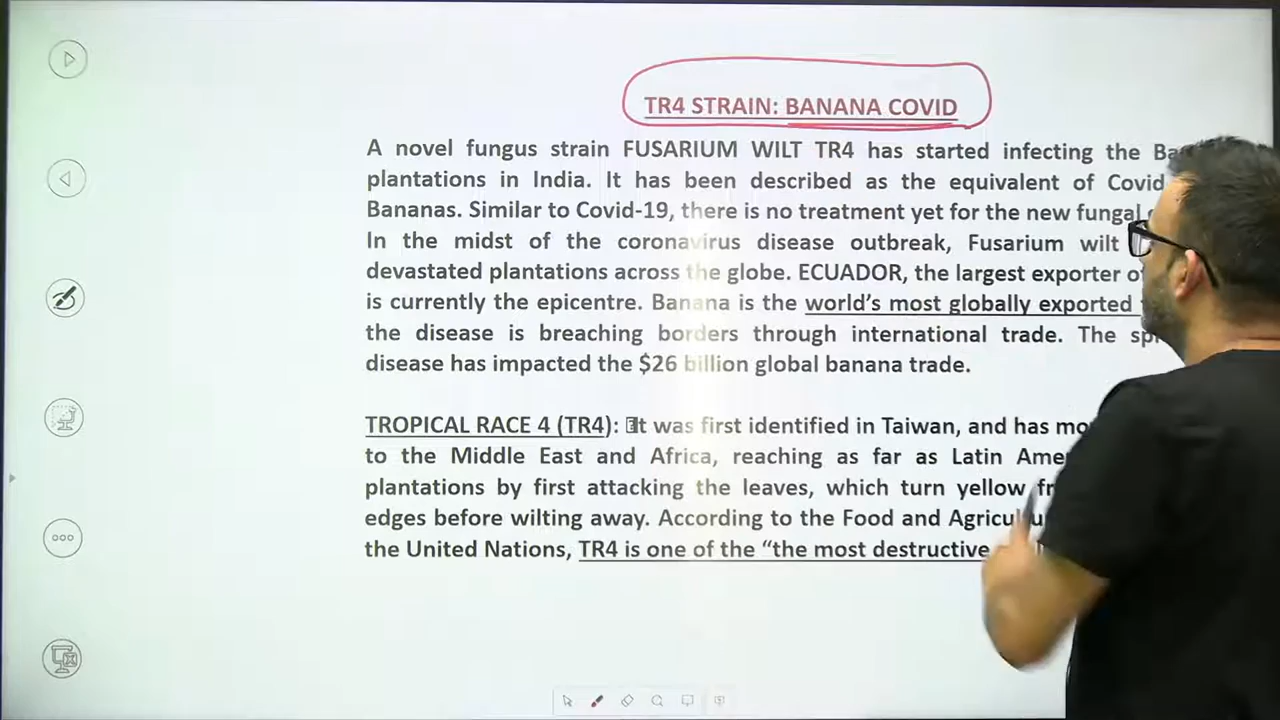 TR4 STRAIN: BANANA COVID
A novel fungus strain FUSARIUM WILT TR4 has started infecting the
plantations in India. It has been described as the equivalent of Covid
Bananas. Similar to Covid-19, there is no treatment yet for the new fungal
In the midst of the coronavirus disease outbreak, Fusarium wilt
devastated plantations across the globe. ECUADOR, the largest exporter
is currently the epicentre. Banana is the world's most globally exported
the disease is breaching borders through international trade. The
disease has impacted the $26 billion global banana trade.
TROPICAL RACE 4 (TR4): It was first identified in Taiwan, and has
to the Middle East and Africa, reaching as far as Latin
plantations by first attacking the leaves, which turn yellow
edges before wilting away. According to the Food and
the United Nations, TR4 is one of the “the most destructive